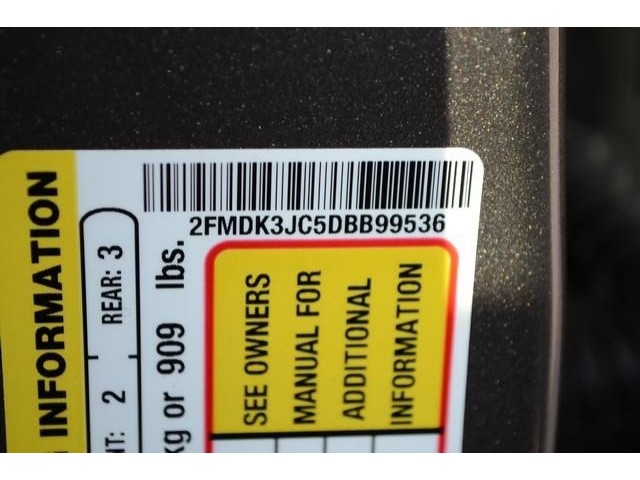 2FMDK3JC5DBB99536
INFORMATION
NT: 2 REAR: 3
kg or 909 lbs.
SEE OWNERS
MANUAL FOR
ADDITIONAL
INFORMATION